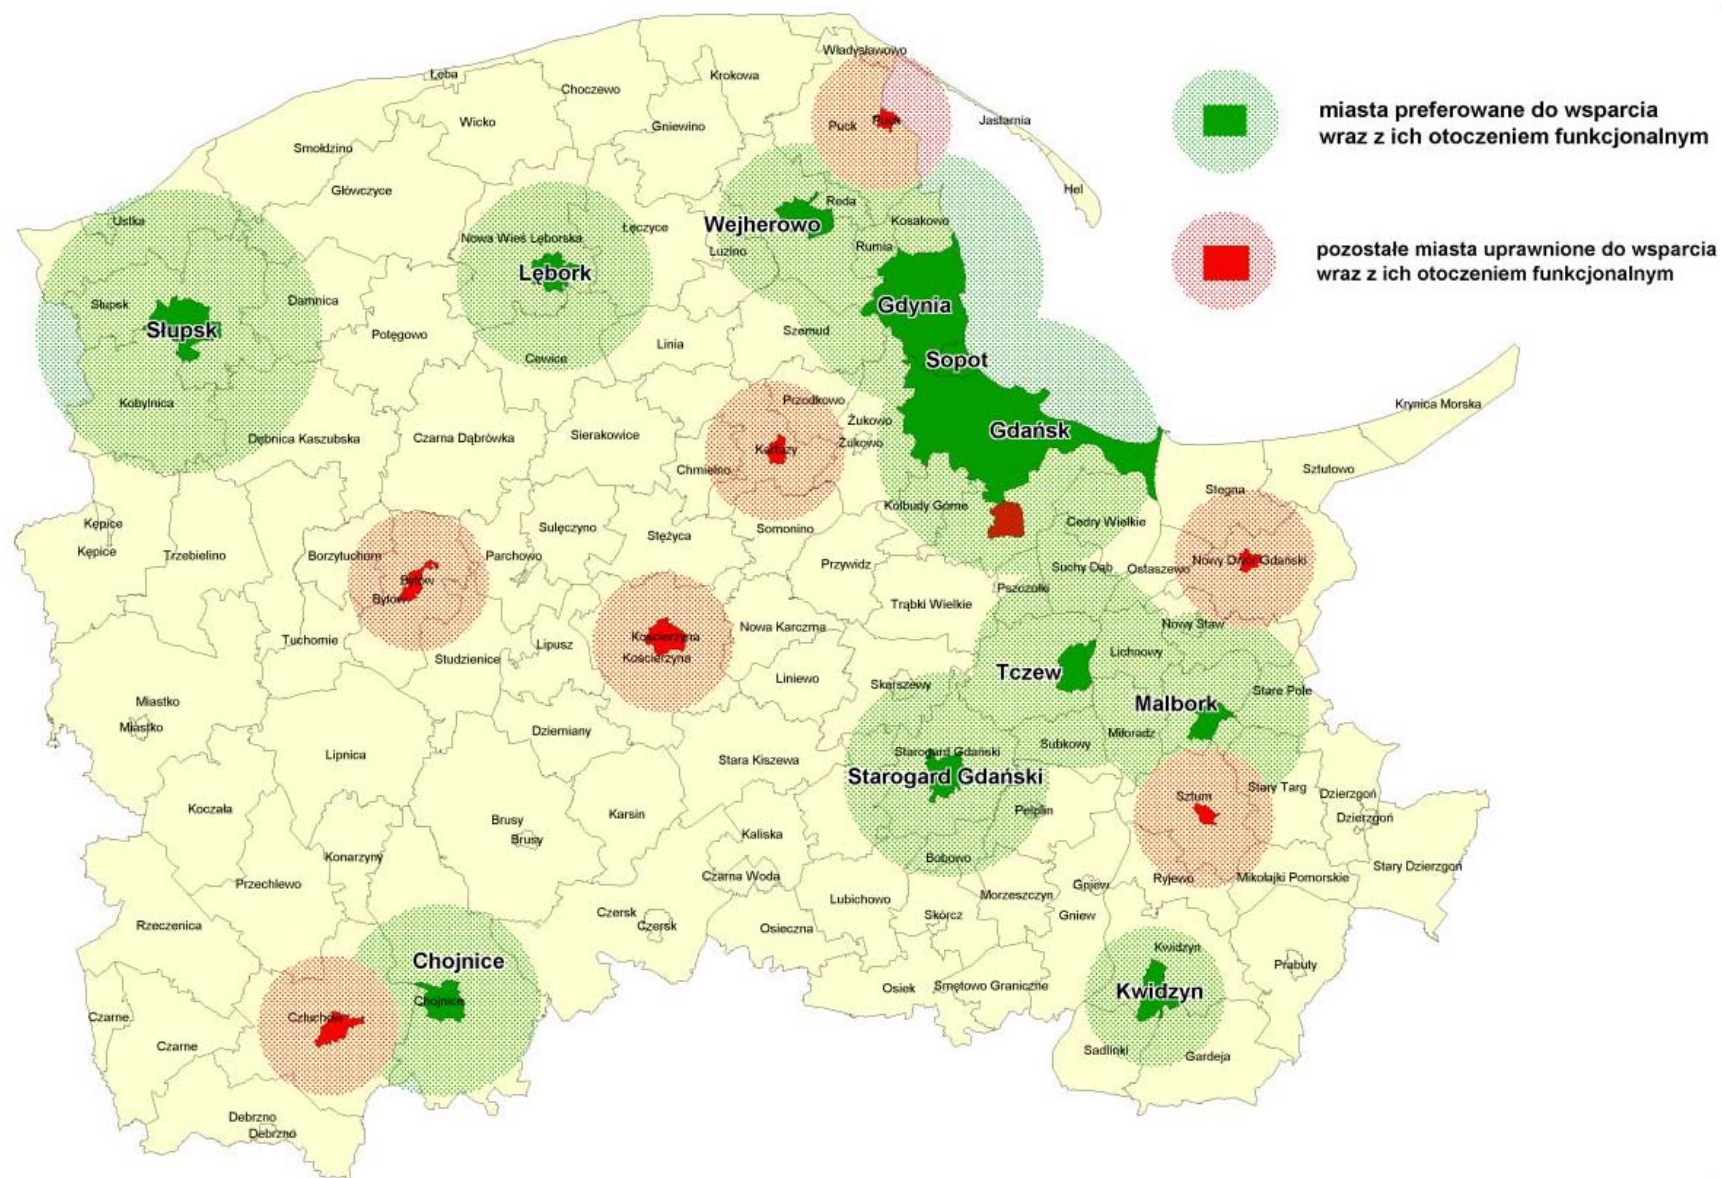 Władysławowo
Łeba
Krokowa
Choczewo
miasta preferowane do wsparcia
wraz z ich otoczeniem funkcjonalnym
Wicko
Gniewino
Puck
Puck
Jastarnia
Smołdzino
Główczyce
Hel
Reda
Ustka
Wejherowo
Kosakowo
Łęczyce
Nowa Wieś Lęborska
Rumia
Luzino
pozostałe miasta uprawnione do wsparcia
wraz z ich otoczeniem funkcjonalnym
Lębork
Damnica
Słupsk
Gdynia
Słupsk
Potęgowo
Szemud
Linia
Cewice
Sopot
Kobylnica
Przodkowo
Krynica Morska
Żukowo
Gdańsk
Dębnica Kaszubska
Czarna Dąbrówka
Sierakowice
Żukowo
Kartuzy
Chmielno
Sztutowo
Stegna
Kolbudy Górne
Kępice
Cedry Wielkie
Sulęczyno
Somonino
Stężyca
Kępice
Trzebielino
Borzytuchom
Parchowo
Przywidz
Suchy Dąb
Ostaszewo
Nowy Dwór Gdański
Bytów
Pszczółki
Bytów
Trąbki Wielkie
Nowy Staw
Nowa Karczma
Kościerzyna
Tuchomie
Lipusz
Lichnowy
Kościerzyna
Studzienice
Tczew
Liniewo
Skarszewy
Stare Pole
Miastko
Malbork
Miastko
Dziemiany
Miłoradz
Subkowy
Lipnica
Stara Kiszewa
Starogard Gdański
Starogard Gdański
Stary Targ
Dzierzgoń
Sztum
Koczała
Karsin
Pelplin
Dzierzgoń
Brusy
Kaliska
Brusy
Konarzyny
Bobowo
Stary Dzierzgoń
Czarna Woda
Ryjewo
Mikołajki Pomorskie
Przechlewo
Gniew
Morzeszczyn
Lubichowo
Czersk
Skórcz
Gniew
Rzeczenica
Czersk
Osieczna
Kwidzyn
Chojnice
Prabuty
Osiek
Smętowo Graniczne
Kwidzyn
Chojnice
Czarne
Człuchów
Czarne
Sadlinki
Gardeja
Debrzno
Debrzno